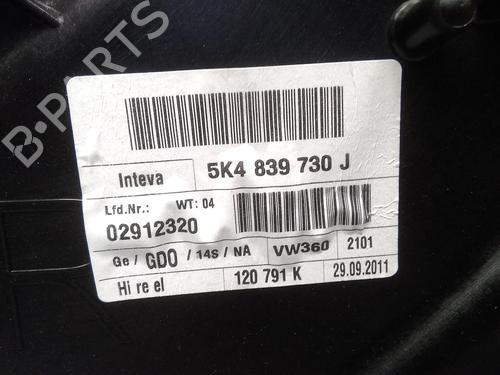 B-PARTS
Inteva
5K4 839 730 J
Lfd.Nr.: WT: 04
02912320
Ge / GDO / 14S / NA
VW360
2101
Hi re el
120 791 K
29.09.2011